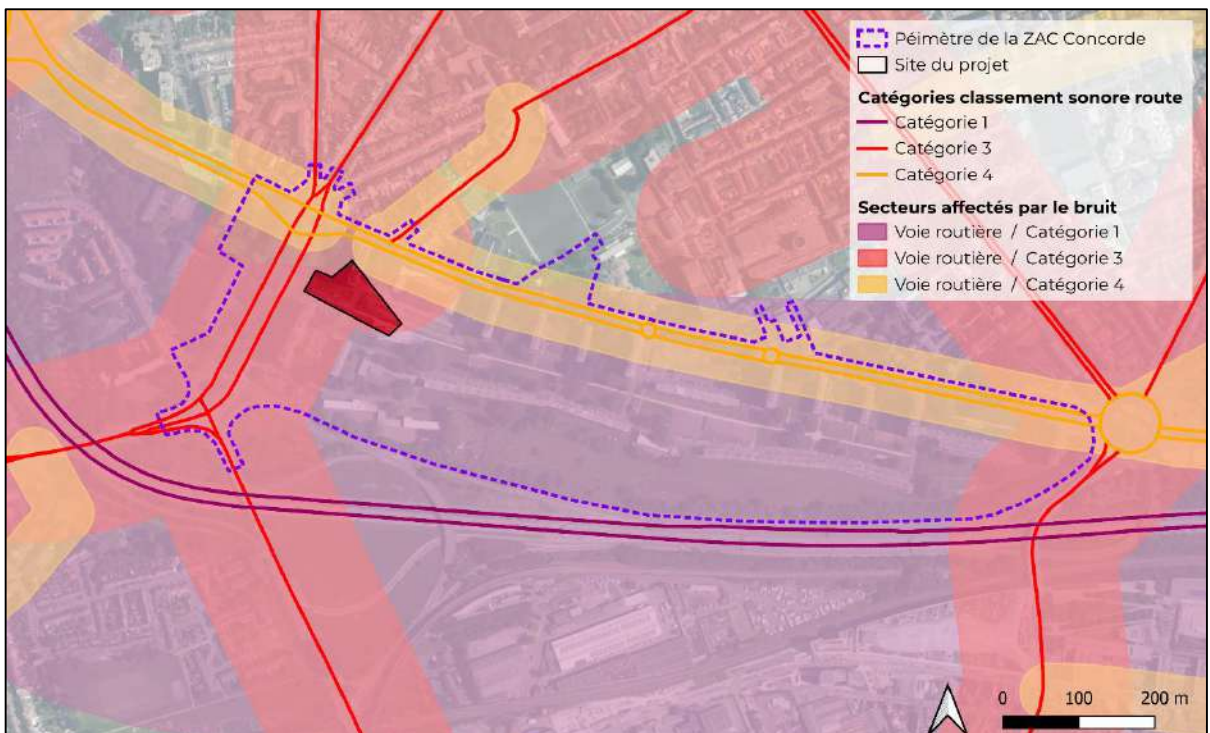 Péimètre de la ZAC Concorde
Site du projet
Catégories classement sonore route
Catégorie 1
Catégorie 3
Catégorie 4
Secteurs affectés par le bruit
Voie routière / Catégorie 1
Voie routière / Catégorie 3
Voie routière / Catégorie 4
0 100 200 m